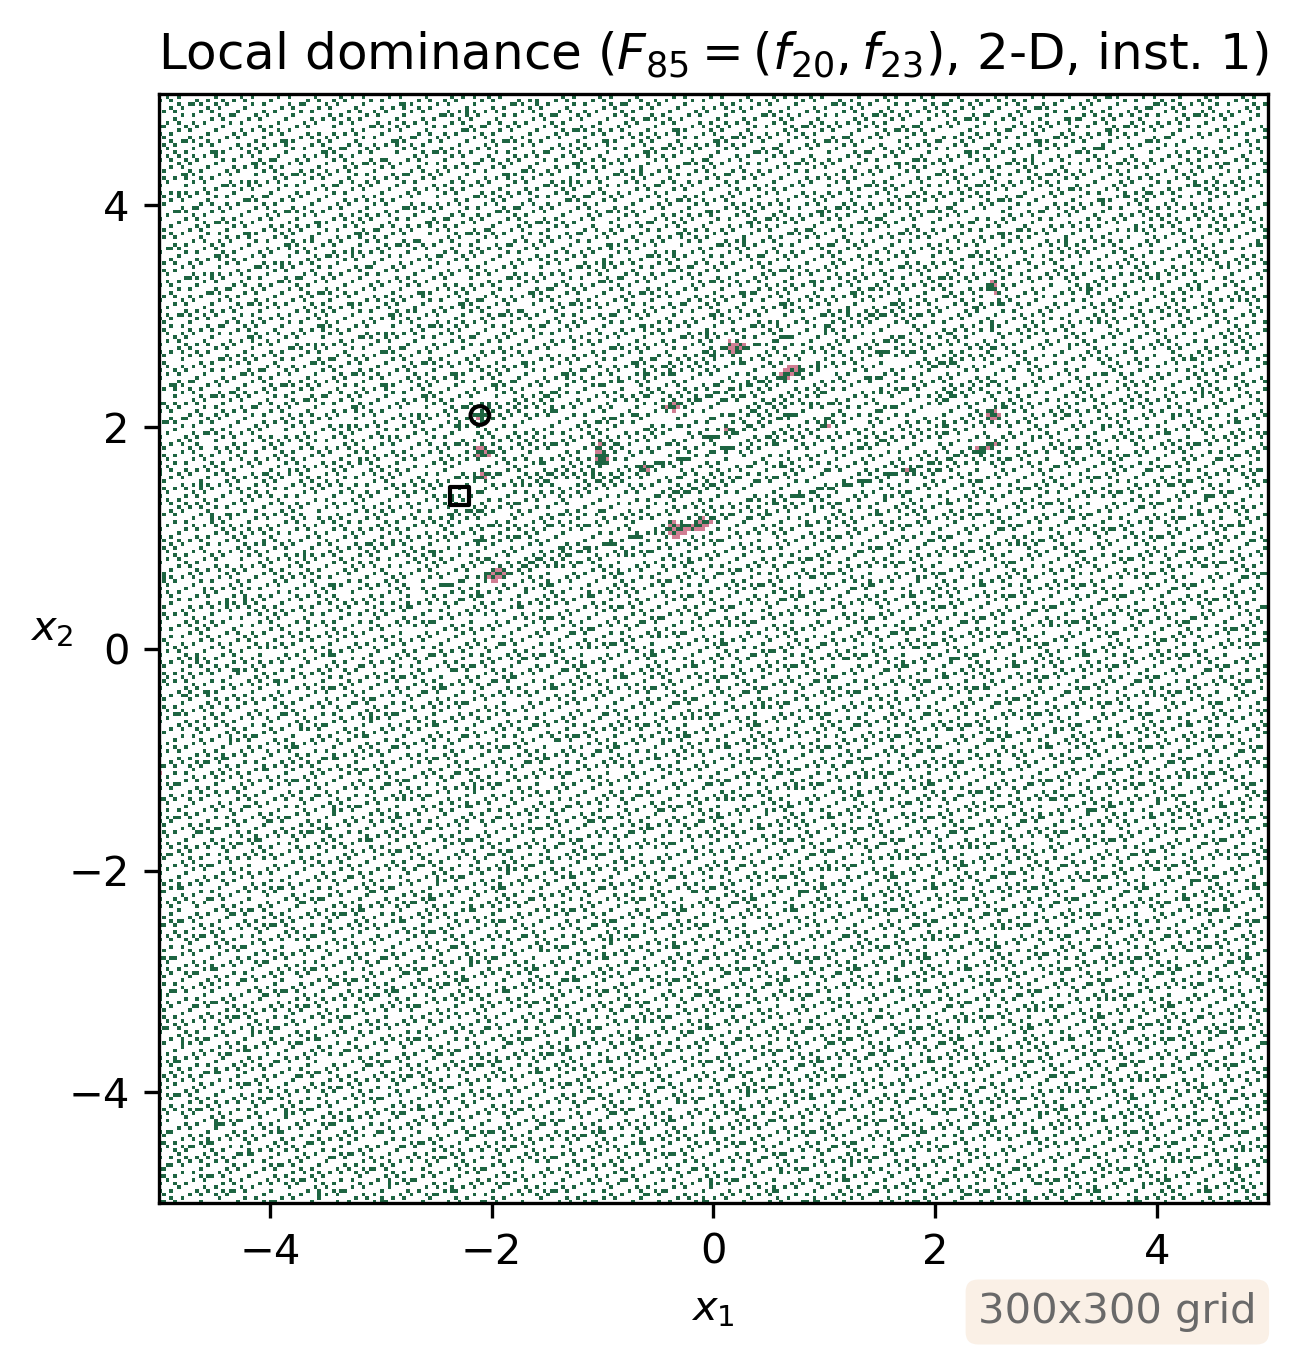 Local dominance (F₈₅ = (f₂₀, f₂₃), 2-D, inst. 1)
4
2
x₂
0
−2
−4
−4 −2 0 2 4
x₁
300x300 grid